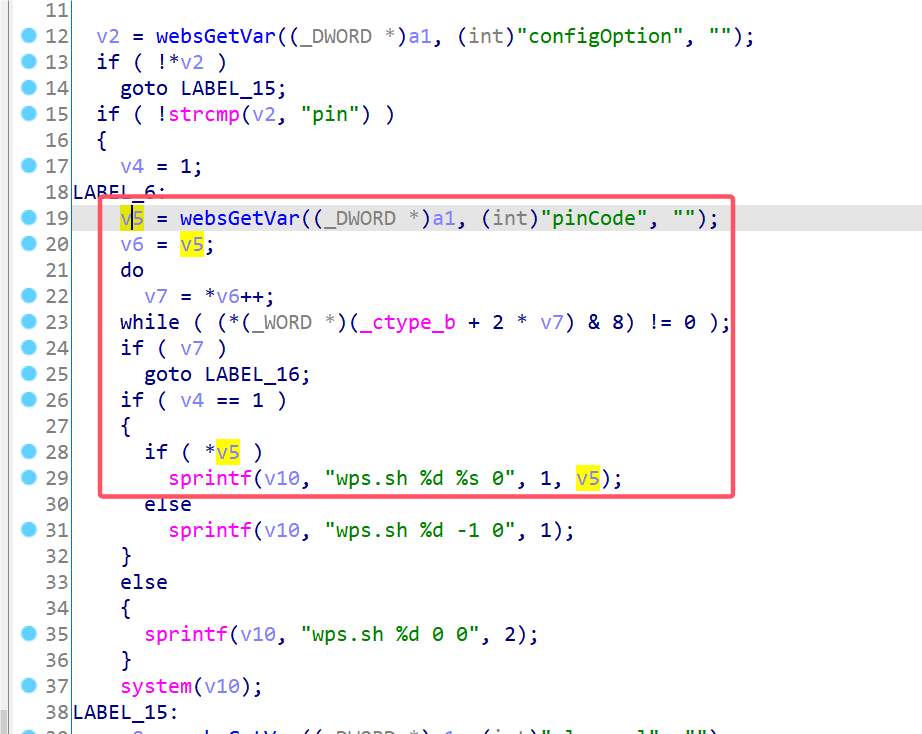 11
12 v2 = websGetVar((_DWORD *)a1, (int)"configOption", "");
13 if ( !*v2 )
14 goto LABEL_15;
15 if ( !strcmp(v2, "pin") )
16 {
17 v4 = 1;
18 LABEL_6:
19 v5 = websGetVar((_DWORD *)a1, (int)"pinCode", "");
20 v6 = v5;
21 do
22 v7 = *v6++;
23 while ( (*(_WORD *)(_ctype_b + 2 * v7) & 8) != 0 );
24 if ( v7 )
25 goto LABEL_16;
26 if ( v4 == 1 )
27 {
28 if ( *v5 )
29 sprintf(v10, "wps.sh %d %s 0", 1, v5);
30 else
31 sprintf(v10, "wps.sh %d -1 0", 1);
32 }
33 else
34 {
35 sprintf(v10, "wps.sh %d 0 0", 2);
36 }
37 system(v10);
38 LABEL_15: